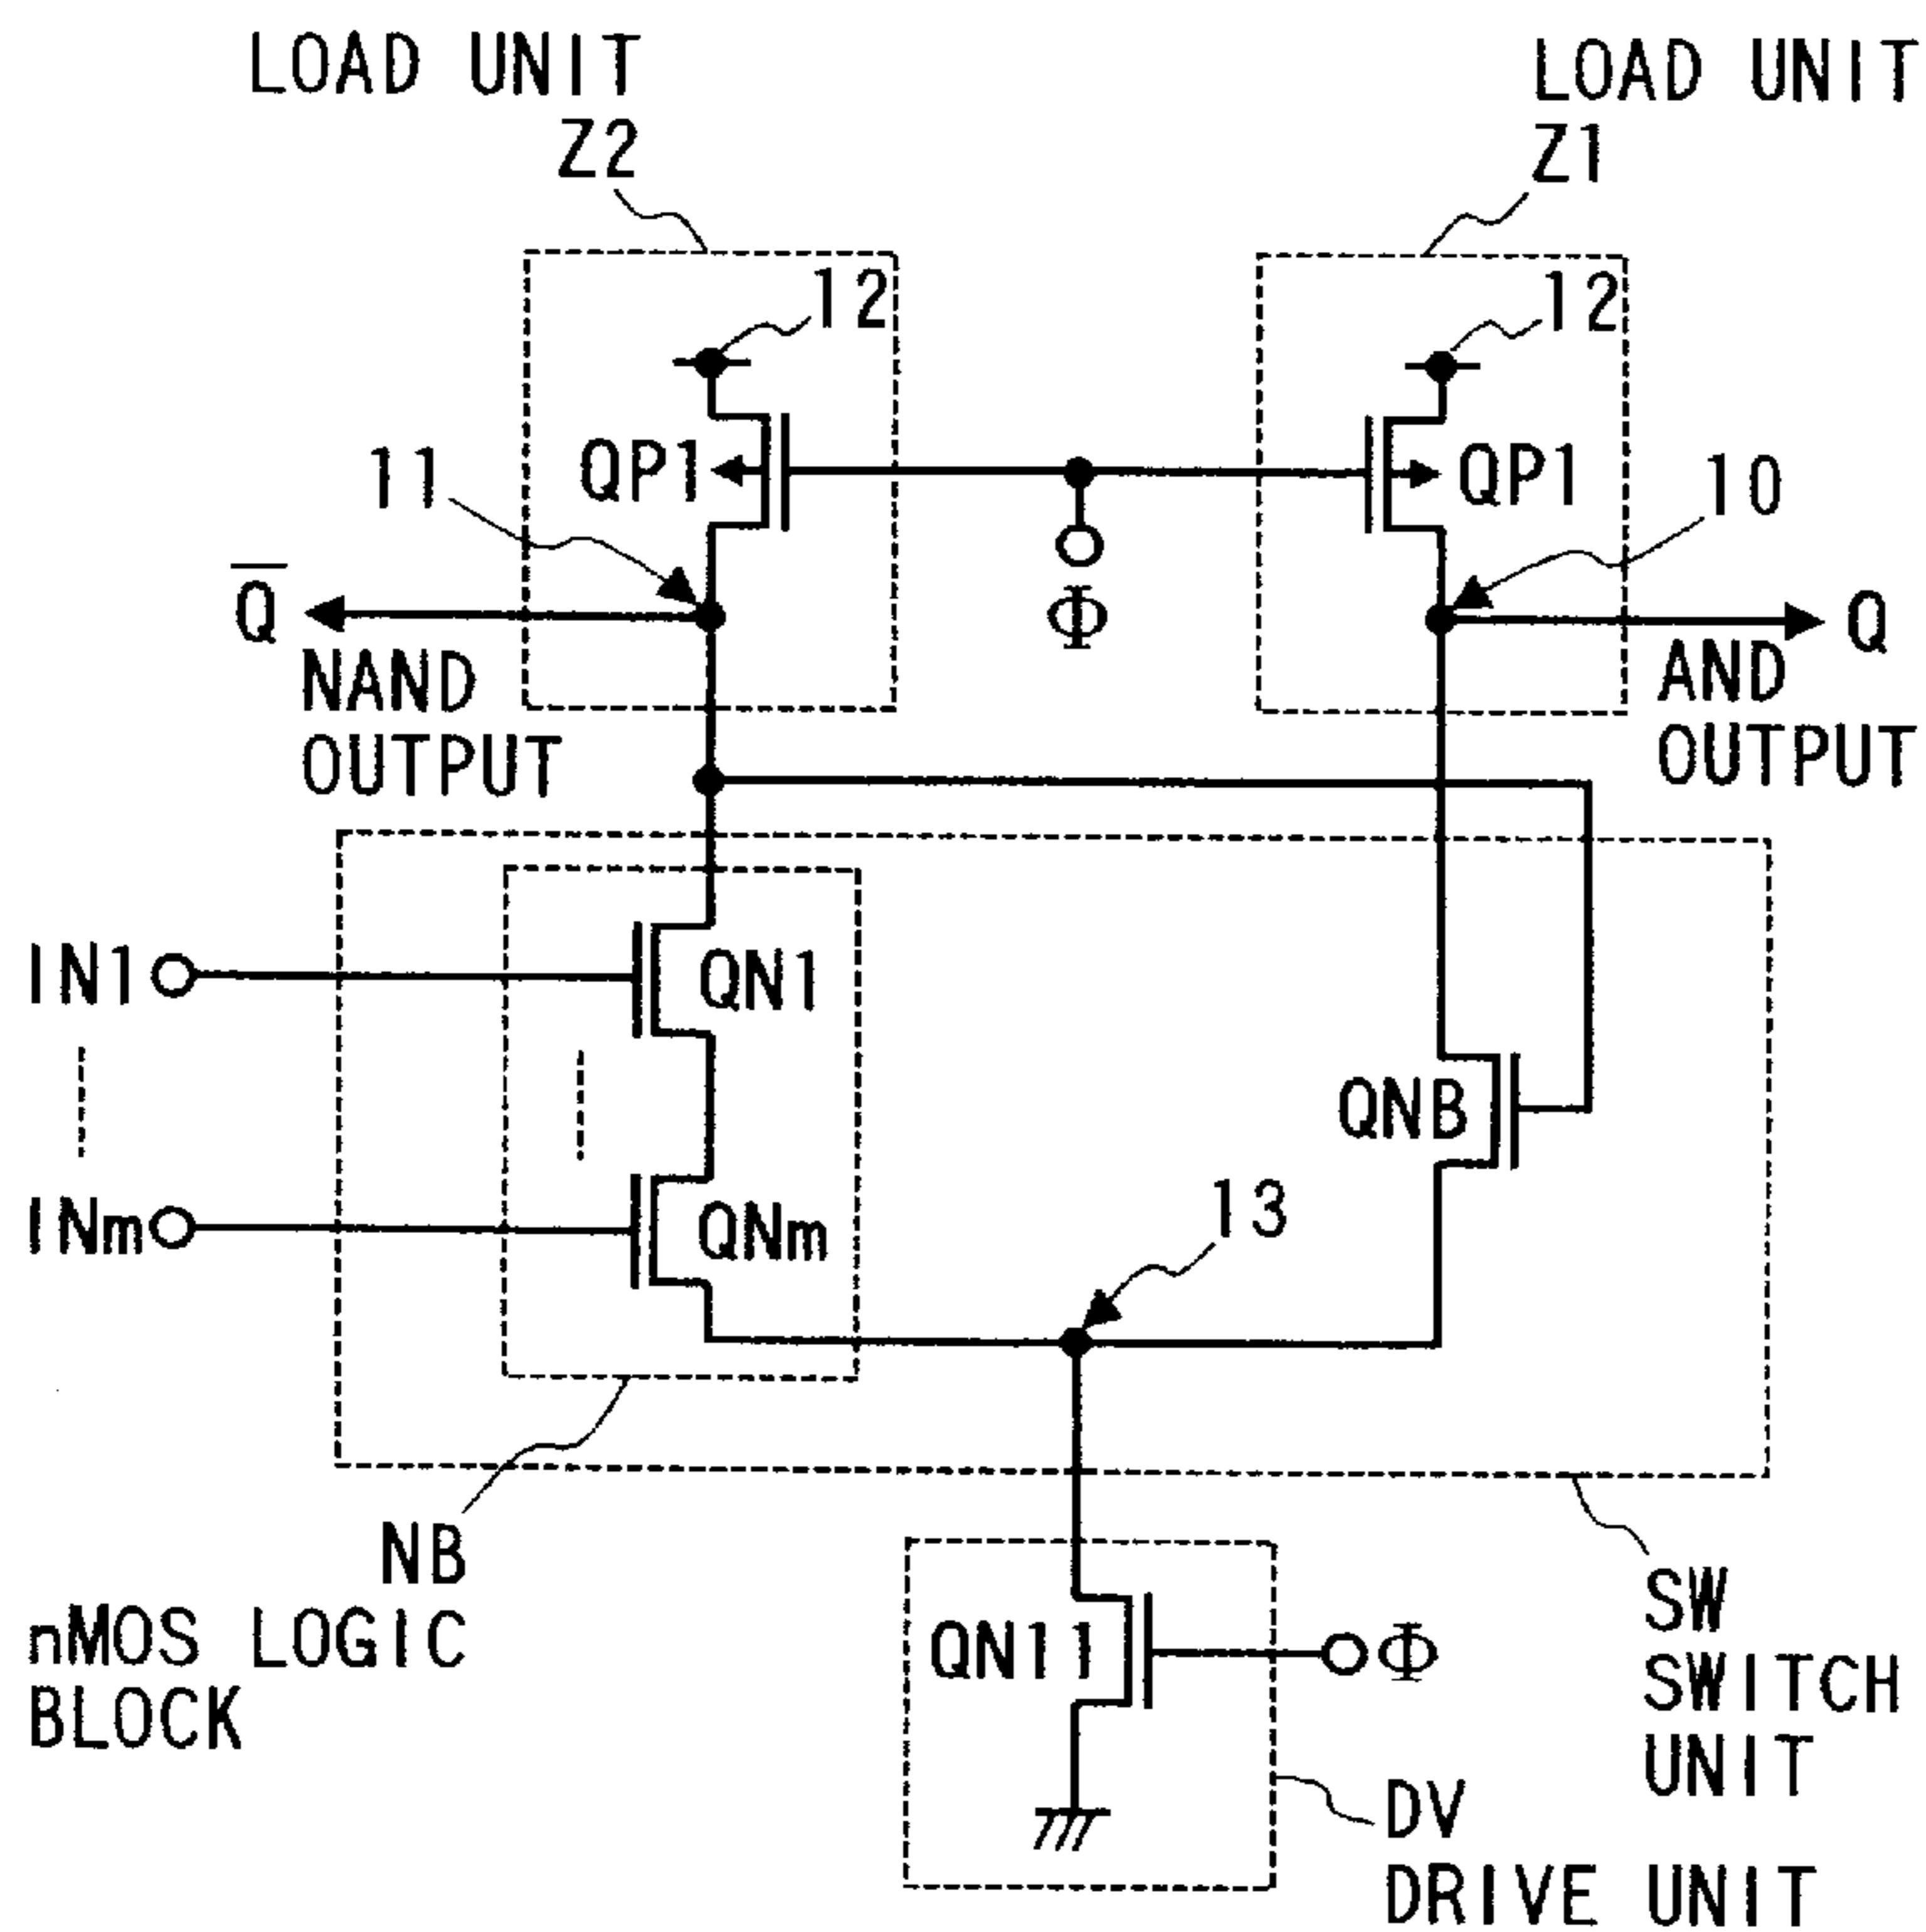 LOAD UNIT
Z2
LOAD UNIT
Z1
12
12
11
QP1
QP1
10
Q̅
Φ
Q
NAND
OUTPUT
AND
OUTPUT
IN1
QN1
QNB
INm
QNm
13
NB
nMOS LOGIC
BLOCK
SW
SWITCH
UNIT
QN11
Φ
DV
DRIVE UNIT